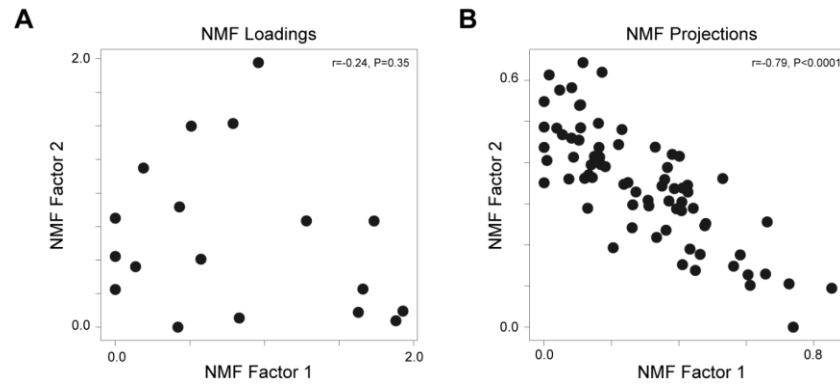 A
NMF Loadings
r=-0.24, P=0.35
2.0
NMF Factor 2
0.0
0.0
2.0
NMF Factor 1
B
NMF Projections
r=-0.79, P<0.0001
0.6
NMF Factor 2
0.0
0.0
0.8
NMF Factor 1